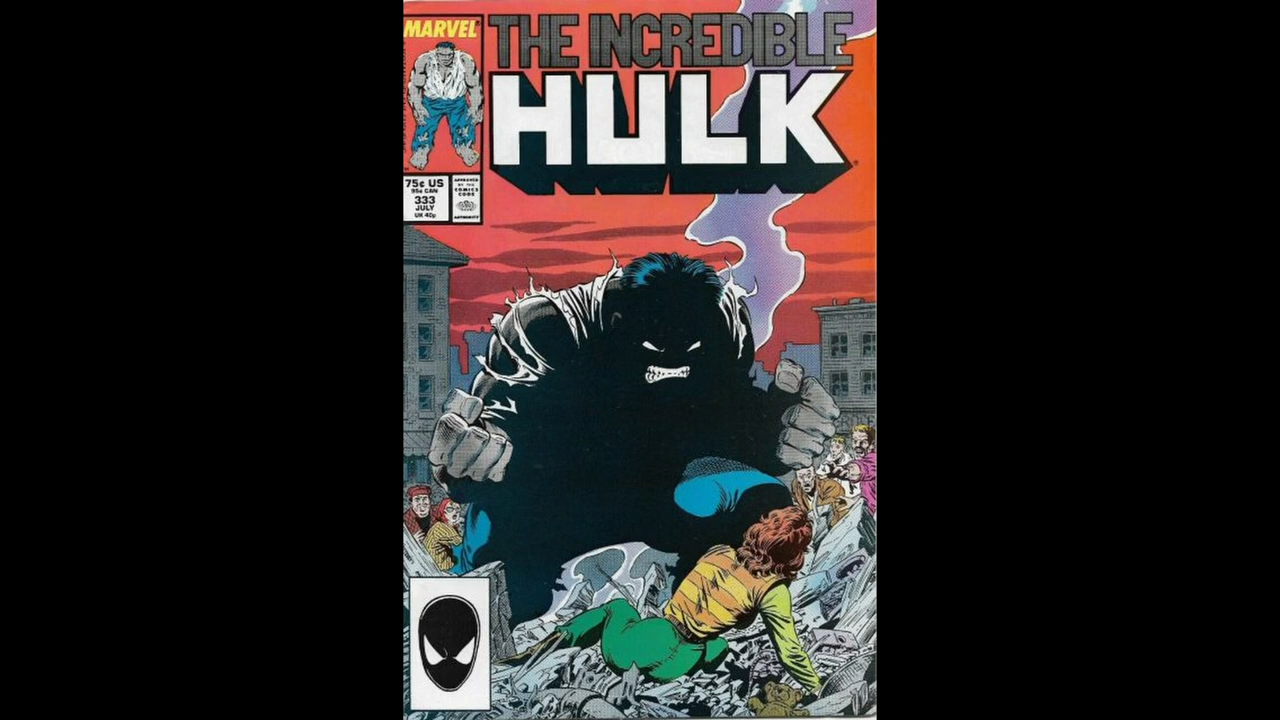 MARVEL
THE INCREDIBLE
HULK
75¢ US
95¢ CAN
333
JULY
UK 40p
APPROVED
BY THE
COMICS
CODE
AUTHORITY